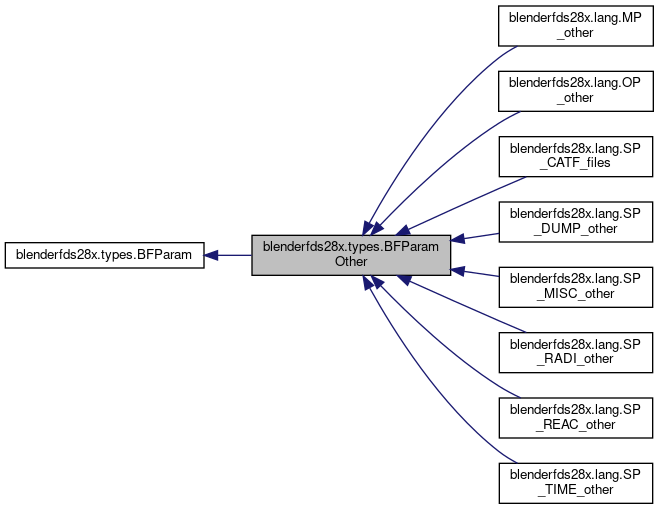 blenderfds28x.types.BFParam
blenderfds28x.types.BFParam
Other
blenderfds28x.lang.MP
_other
blenderfds28x.lang.OP
_other
blenderfds28x.lang.SP
_CATF_files
blenderfds28x.lang.SP
_DUMP_other
blenderfds28x.lang.SP
_MISC_other
blenderfds28x.lang.SP
_RADI_other
blenderfds28x.lang.SP
_REAC_other
blenderfds28x.lang.SP
_TIME_other